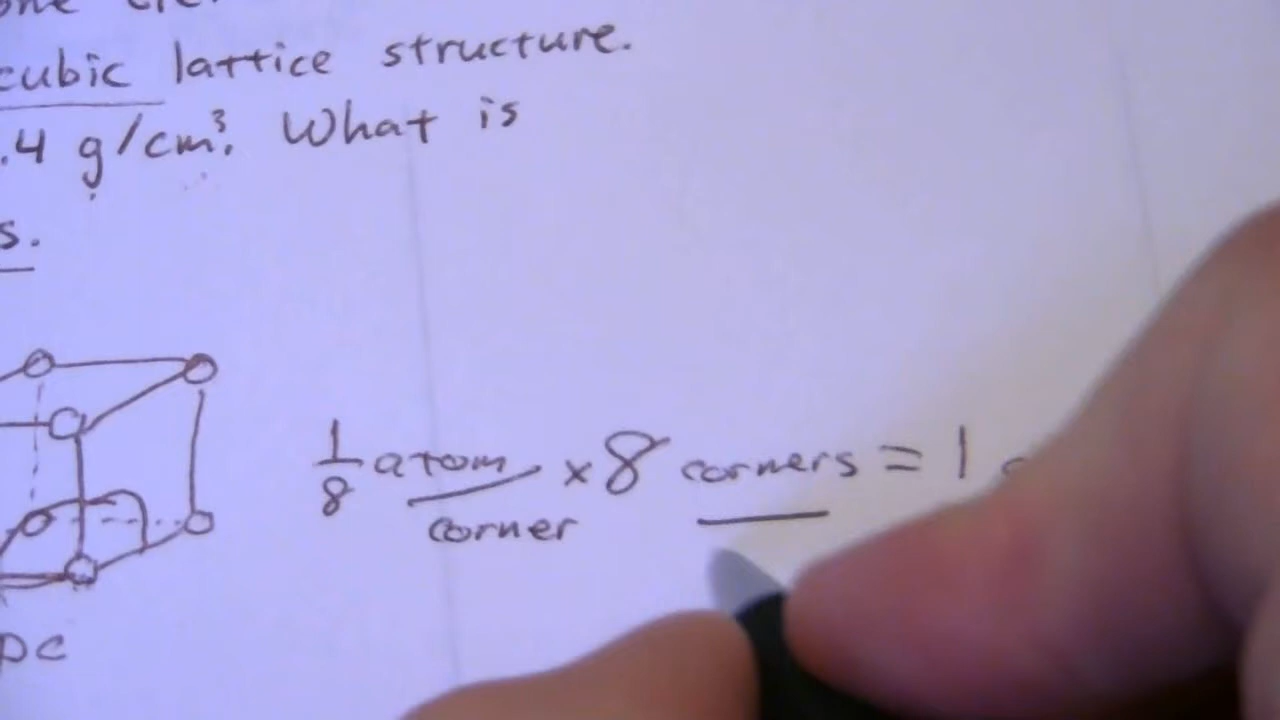 cubic lattice structure.
.4 g/cm³. What is
s.
1/8 atom/corner x 8 corners = 1
pc